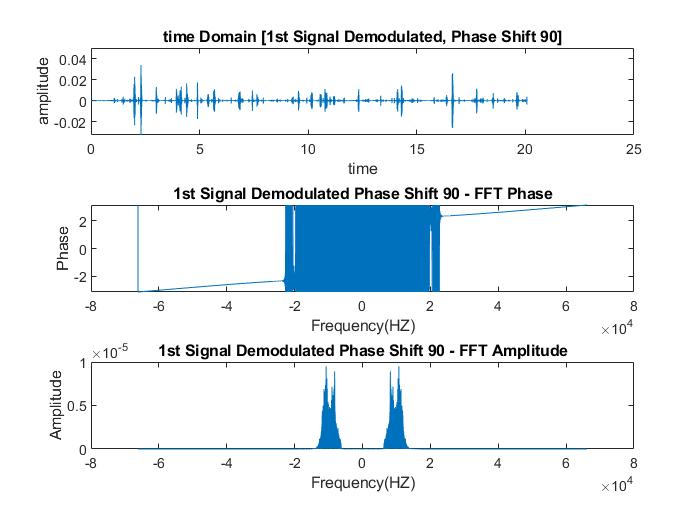 time Domain [1st Signal Demodulated, Phase Shift 90]
amplitude
0.04
0.02
0
-0.02
0 5 10 15 20 25
time
1st Signal Demodulated Phase Shift 90 - FFT Phase
Phase
2
0
-2
-8 -6 -4 -2 0 2 4 6 8
Frequency(HZ)
×10^4
1st Signal Demodulated Phase Shift 90 - FFT Amplitude
×10^-5
Amplitude
1
0.5
0
-8 -6 -4 -2 0 2 4 6 8
Frequency(HZ)
×10^4